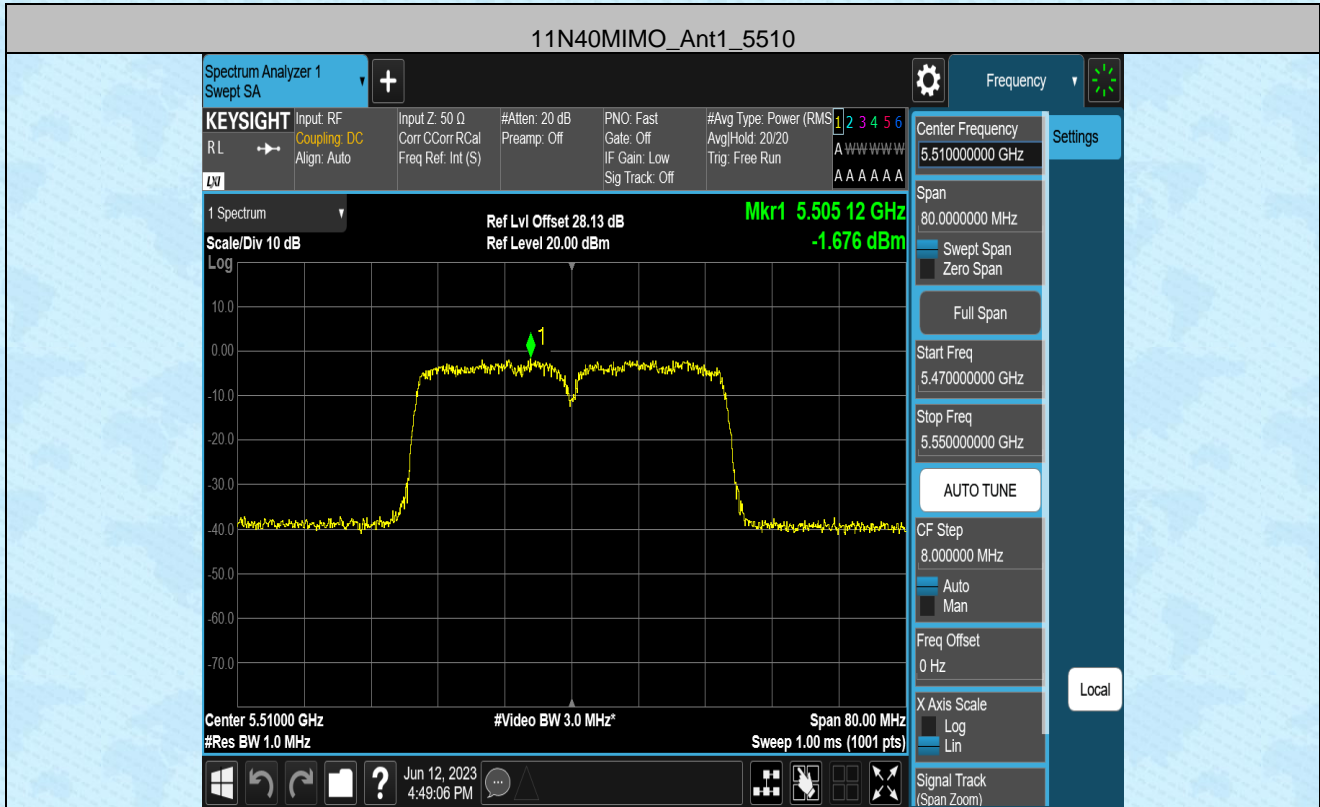 11N40MIMO_Ant1_5510
Spectrum Analyzer 1
Swept SA
+
Frequency
KEYSIGHT
RL
LXI
Input: RF
Coupling: DC
Align: Auto
Input Z: 50 Ω
Corr CCorr RCal
Freq Ref: Int (S)
#Atten: 20 dB
Preamp: Off
PNO: Fast
Gate: Off
IF Gain: Low
Sig Track: Off
#Avg Type: Power (RMS
Avg|Hold: 20/20
Trig: Free Run
1 2 3 4 5 6
A W W W W W
A A A A A A
1 Spectrum
Scale/Div 10 dB
Log
Ref Lvl Offset 28.13 dB
Ref Level 20.00 dBm
Mkr1 5.505 12 GHz
-1.676 dBm
10.0
0.00
-10.0
-20.0
-30.0
-40.0
-50.0
-60.0
-70.0
1
Center 5.51000 GHz
#Res BW 1.0 MHz
#Video BW 3.0 MHz*
Span 80.00 MHz
Sweep 1.00 ms (1001 pts)
Center Frequency
5.510000000 GHz
Settings
Span
80.0000000 MHz
Swept Span
Zero Span
Full Span
Start Freq
5.470000000 GHz
Stop Freq
5.550000000 GHz
AUTO TUNE
CF Step
8.000000 MHz
Auto
Man
Freq Offset
0 Hz
X Axis Scale
Log
Lin
Local
Signal Track
(Span Zoom)
?
Jun 12, 2023
4:49:06 PM